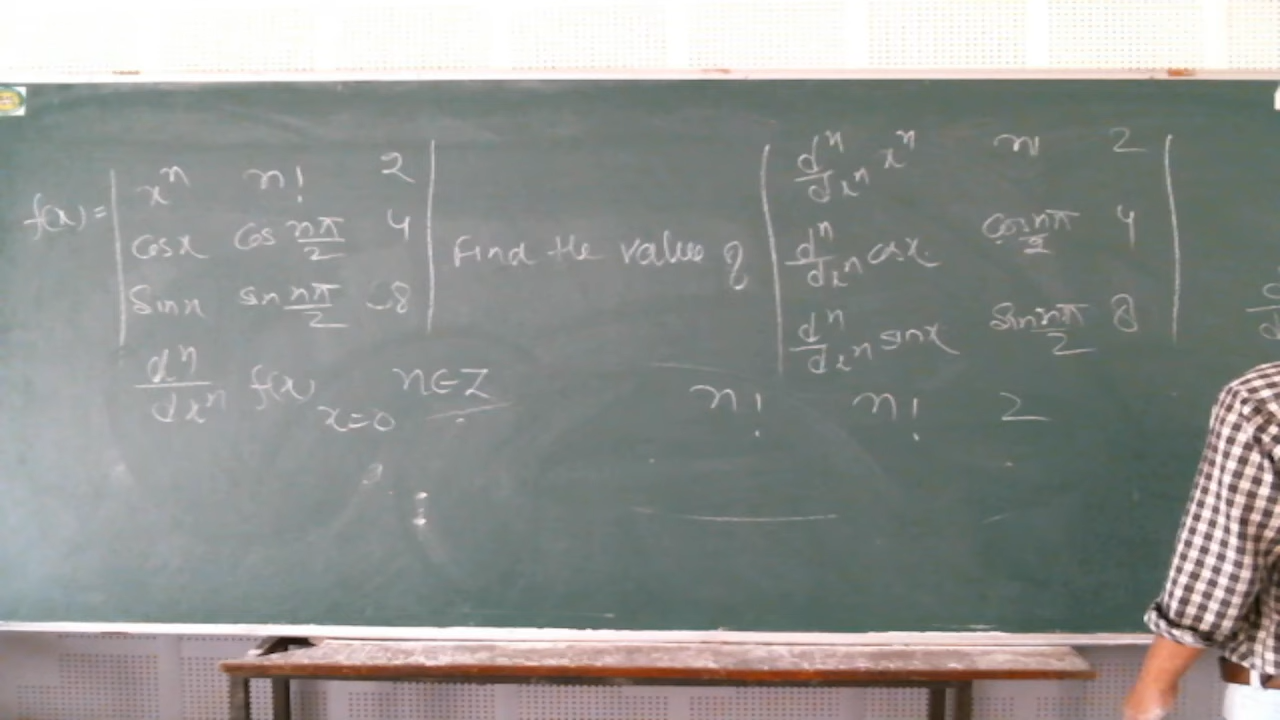 f(x) = | xⁿ n! 2 |
| cosx cos nπ/2 4 |
| sinx sin nπ/2 8 |
Find the value of
dⁿ/dxⁿ f(x) x=0 n∈Z
| dⁿ/dxⁿ xⁿ n! 2 |
| dⁿ/dxⁿ cosx cos nπ/2 4 |
| dⁿ/dxⁿ sinx sin nπ/2 8 |
n! n! 2